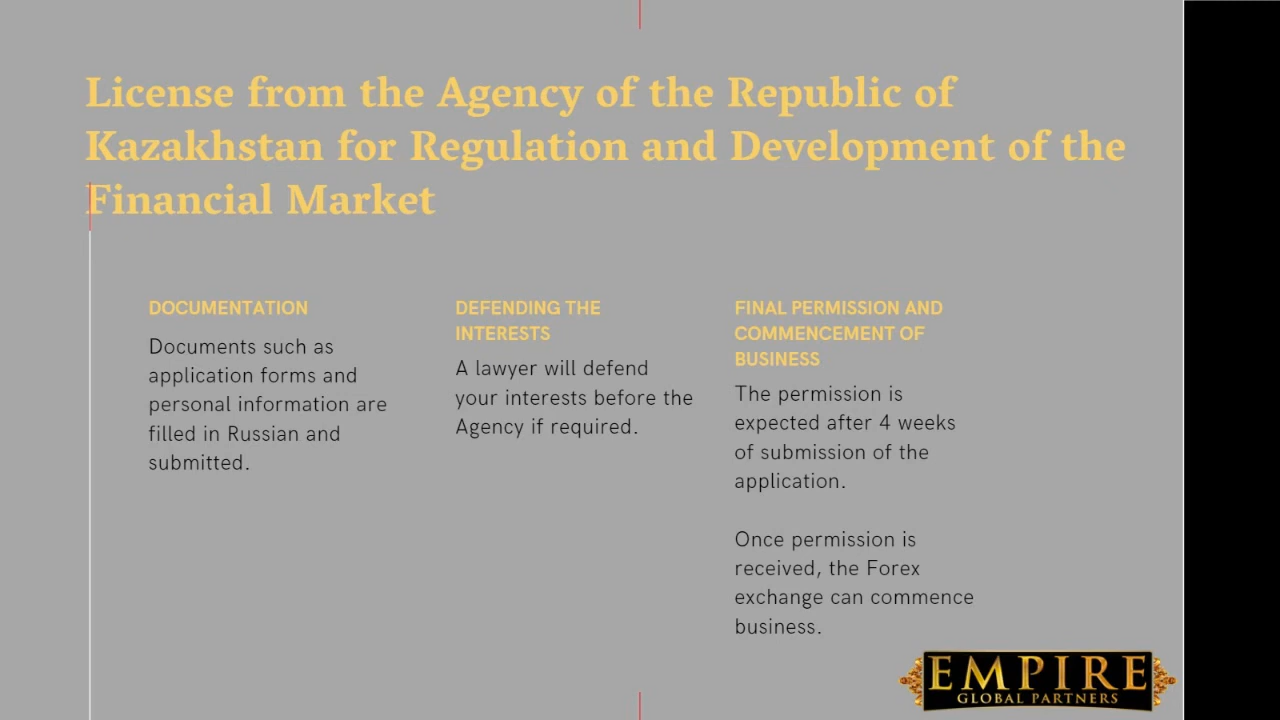 License from the Agency of the Republic of
Kazakhstan for Regulation and Development of the
Financial Market
DOCUMENTATION
Documents such as
application forms and
personal information are
filled in Russian and
submitted.
DEFENDING THE
INTERESTS
A lawyer will defend
your interests before the
Agency if required.
FINAL PERMISSION AND
COMMENCEMENT OF
BUSINESS
The permission is
expected after 4 weeks
of submission of the
application.
Once permission is
received, the Forex
exchange can commence
business.
EMPIRE
GLOBAL PARTNERS